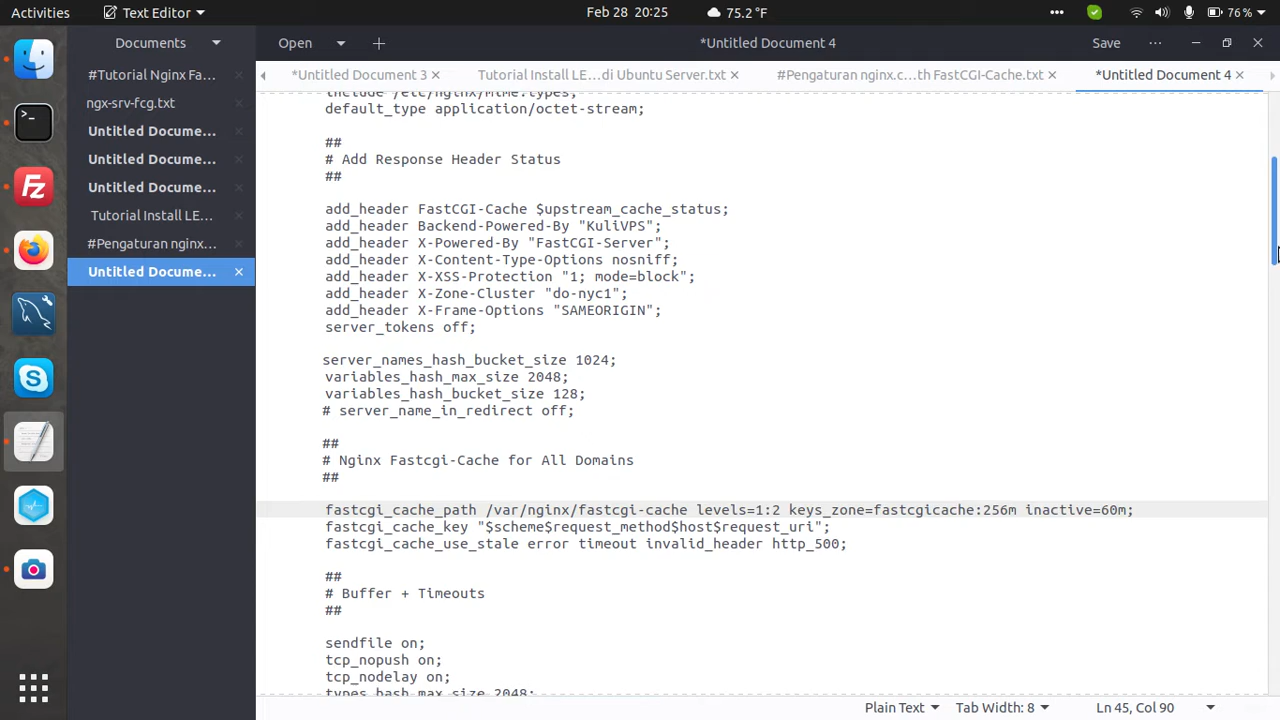 Activities
Text Editor
Feb 28 20:25
75.2 °F
76 %
Documents
Open
*Untitled Document 4
Save
#Tutorial Nginx Fa...
ngx-srv-fcg.txt
Untitled Docume...
Untitled Docume...
Untitled Docume...
Tutorial Install LE...
#Pengaturan nginx...
Untitled Docume...
*Untitled Document 3
Tutorial Install LE...di Ubuntu Server.txt
#Pengaturan nginx.c...th FastCGI-Cache.txt
*Untitled Document 4
include /etc/nginx/mime.types;
default_type application/octet-stream;
##
# Add Response Header Status
##
add_header FastCGI-Cache $upstream_cache_status;
add_header Backend-Powered-By "KuliVPS";
add_header X-Powered-By "FastCGI-Server";
add_header X-Content-Type-Options nosniff;
add_header X-XSS-Protection "1; mode=block";
add_header X-Zone-Cluster "do-nyc1";
add_header X-Frame-Options "SAMEORIGIN";
server_tokens off;
server_names_hash_bucket_size 1024;
variables_hash_max_size 2048;
variables_hash_bucket_size 128;
# server_name_in_redirect off;
##
# Nginx Fastcgi-Cache for All Domains
##
fastcgi_cache_path /var/nginx/fastcgi-cache levels=1:2 keys_zone=fastcgicache:256m inactive=60m;
fastcgi_cache_key "$scheme$request_method$host$request_uri";
fastcgi_cache_use_stale error timeout invalid_header http_500;
##
# Buffer + Timeouts
##
sendfile on;
tcp_nopush on;
tcp_nodelay on;
types_hash_max_size 2048;
Plain Text
Tab Width: 8
Ln 45, Col 90